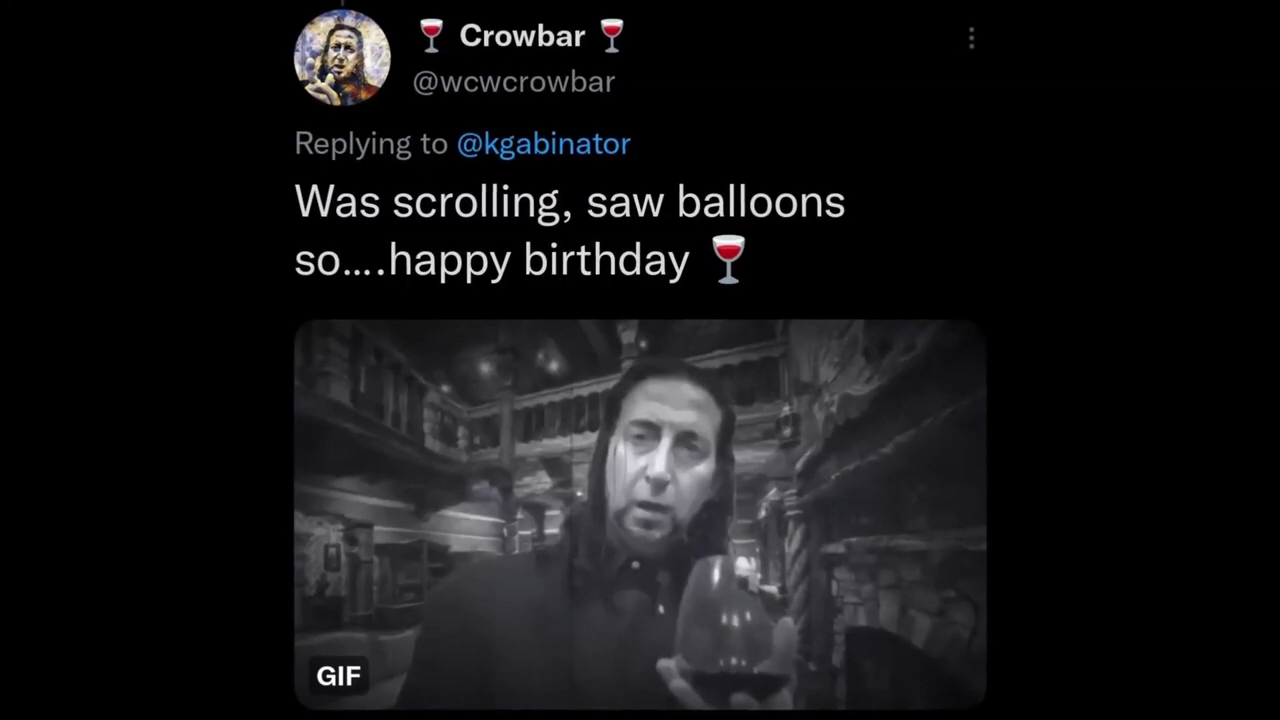 🍷 Crowbar 🍷
@wcwcrowbar
Replying to @kgabinator
Was scrolling, saw balloons
so....happy birthday 🍷
GIF